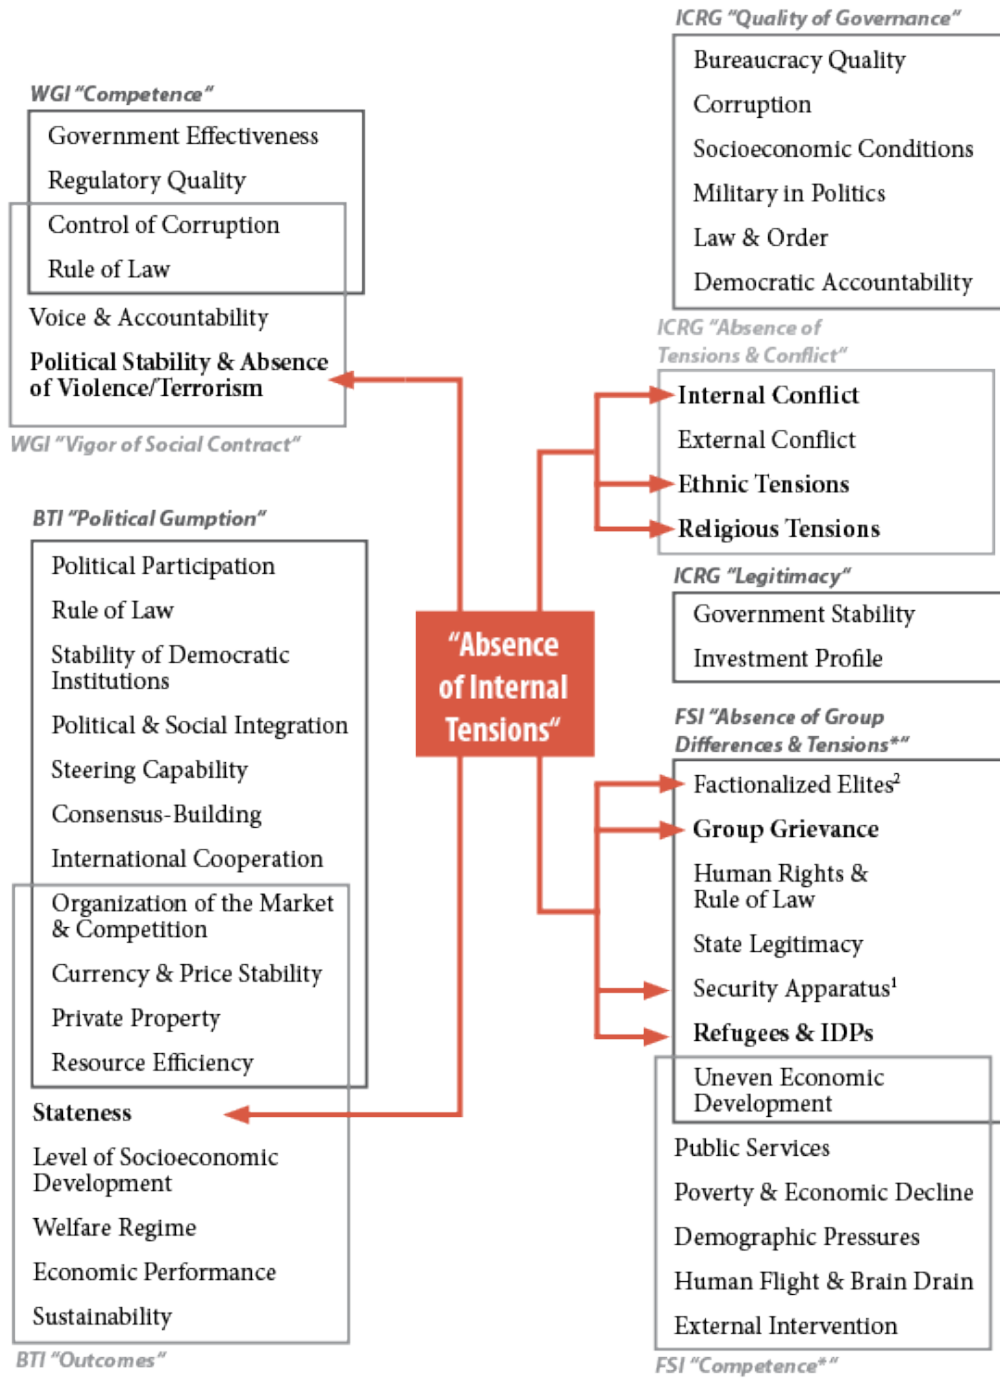 WGI “Competence“
Government Effectiveness
Regulatory Quality
Control of Corruption
Rule of Law
Voice & Accountability
Political Stability & Absence
of Violence/Terrorism
WGI “Vigor of Social Contract“
BTI “Political Gumption“
Political Participation
Rule of Law
Stability of Democratic
Institutions
Political & Social Integration
Steering Capability
Consensus-Building
International Cooperation
Organization of the Market
& Competition
Currency & Price Stability
Private Property
Resource Efficiency
Stateness
Level of Socioeconomic
Development
Welfare Regime
Economic Performance
Sustainability
BTI “Outcomes“
“Absence
of Internal
Tensions“
ICRG “Quality of Governance“
Bureaucracy Quality
Corruption
Socioeconomic Conditions
Military in Politics
Law & Order
Democratic Accountability
ICRG “Absence of
Tensions & Conflict“
Internal Conflict
External Conflict
Ethnic Tensions
Religious Tensions
ICRG “Legitimacy“
Government Stability
Investment Profile
FSI “Absence of Group
Differences & Tensions*“
Factionalized Elites²
Group Grievance
Human Rights &
Rule of Law
State Legitimacy
Security Apparatus¹
Refugees & IDPs
Uneven Economic
Development
Public Services
Poverty & Economic Decline
Demographic Pressures
Human Flight & Brain Drain
External Intervention
FSI “Competence*“